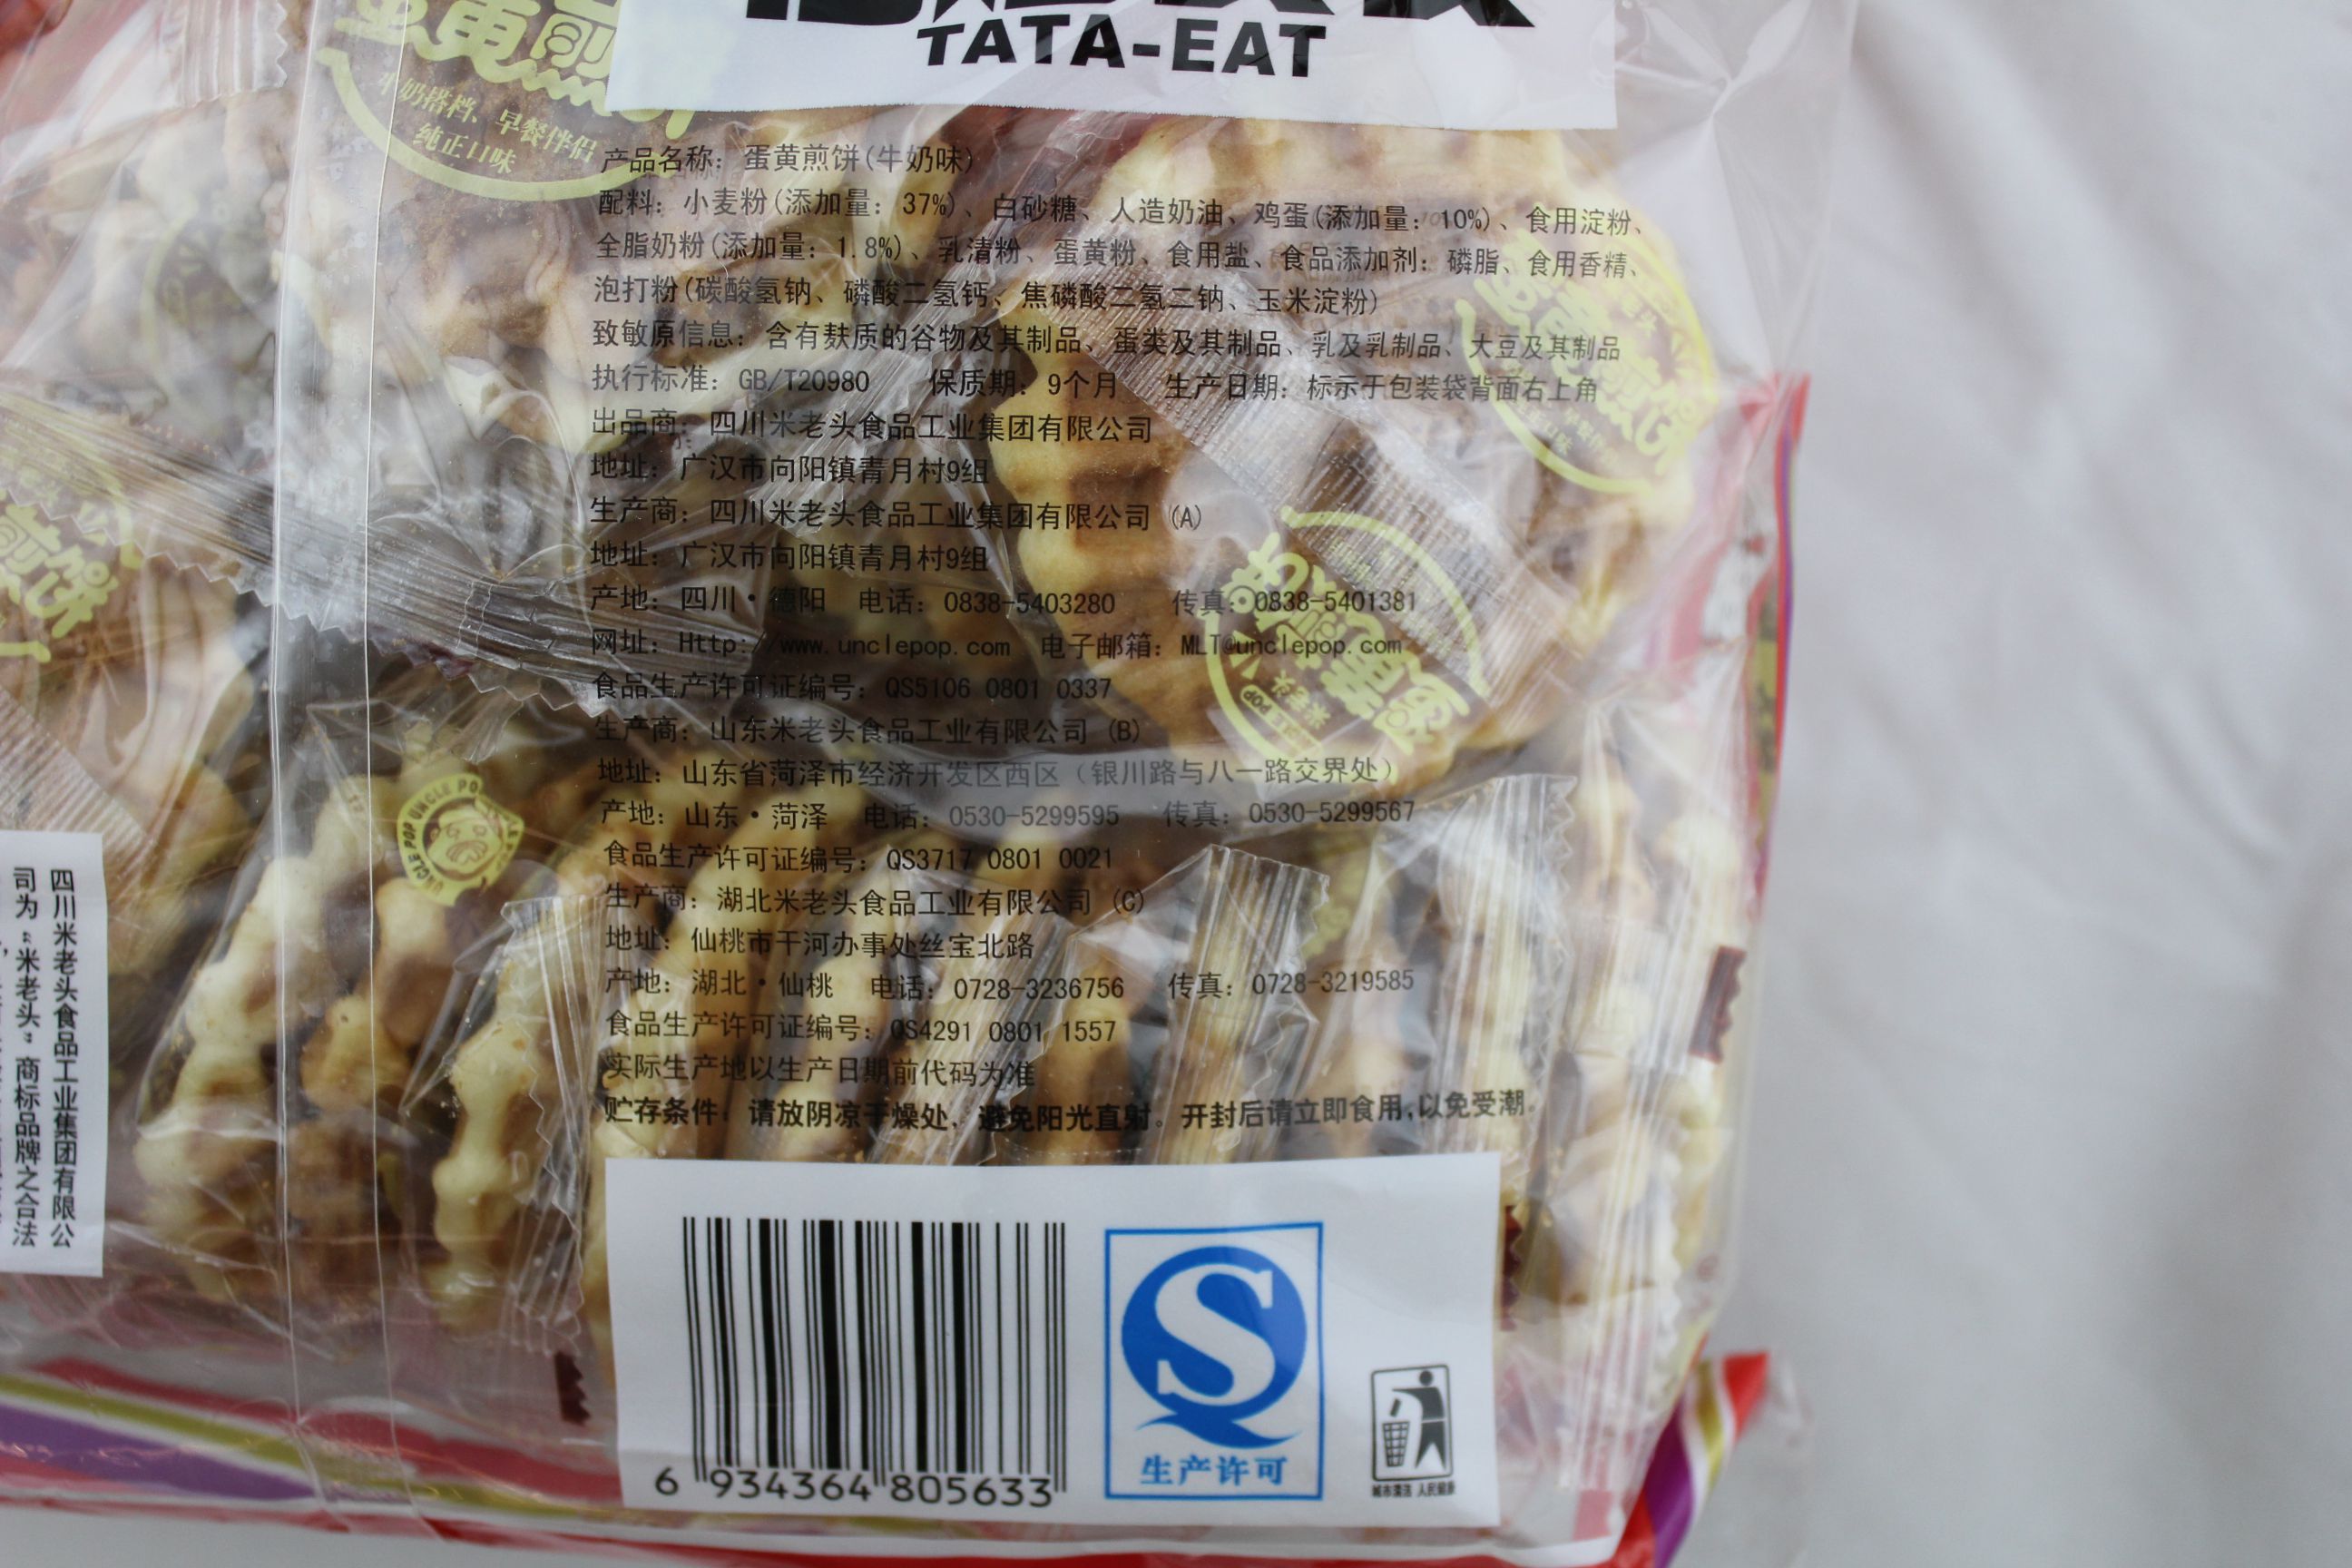 TATA-EAT
蛋黄煎饼
牛奶搭档、早餐伴侣
纯正口味
产品名称：蛋黄煎饼(牛奶味)
配料：小麦粉(添加量：37%)、白砂糖、人造奶油、鸡蛋(添加量：10%)、食用淀粉、
全脂奶粉(添加量：1.8%)、乳清粉、蛋黄粉、食用盐、食品添加剂：磷脂、食用香精、
泡打粉(碳酸氢钠、磷酸二氢钙、焦磷酸二氢二钠、玉米淀粉)
致敏原信息：含有麸质的谷物及其制品、蛋类及其制品、乳及乳制品、大豆及其制品
执行标准：GB/T20980 保质期：9个月 生产日期：标示于包装袋背面右上角
出品商：四川米老头食品工业集团有限公司
地址：广汉市向阳镇青月村9组
生产商：四川米老头食品工业集团有限公司 (A)
地址：广汉市向阳镇青月村9组
产地：四川·德阳 电话：0838-5403280 传真：0838-5401381
网址：Http://www.unclepop.com 电子邮箱：MLT@unclepop.com
食品生产许可证编号：QS5106 0801 0337
生产商：山东米老头食品工业有限公司 (B)
地址：山东省菏泽市经济开发区西区（银川路与八一路交界处）
产地：山东·菏泽 电话：0530-5299595 传真：0530-5299567
食品生产许可证编号：QS3717 0801 0021
生产商：湖北米老头食品工业有限公司 (C)
地址：仙桃市干河办事处丝宝北路
产地：湖北·仙桃 电话：0728-3236756 传真：0728-3219585
食品生产许可证编号：QS4291 0801 1557
实际生产地以生产日期前代码为准
贮存条件：请放阴凉干燥处，避免阳光直射。开封后请立即食用,以免受潮。
四川米老头食品工业集团有限公
司为“米老头”商标品牌之合法
UNCLE POP
煎饼
蛋黄煎饼
蛋黄煎饼
6 934364 805633
生产许可
城市清洁 人民健康